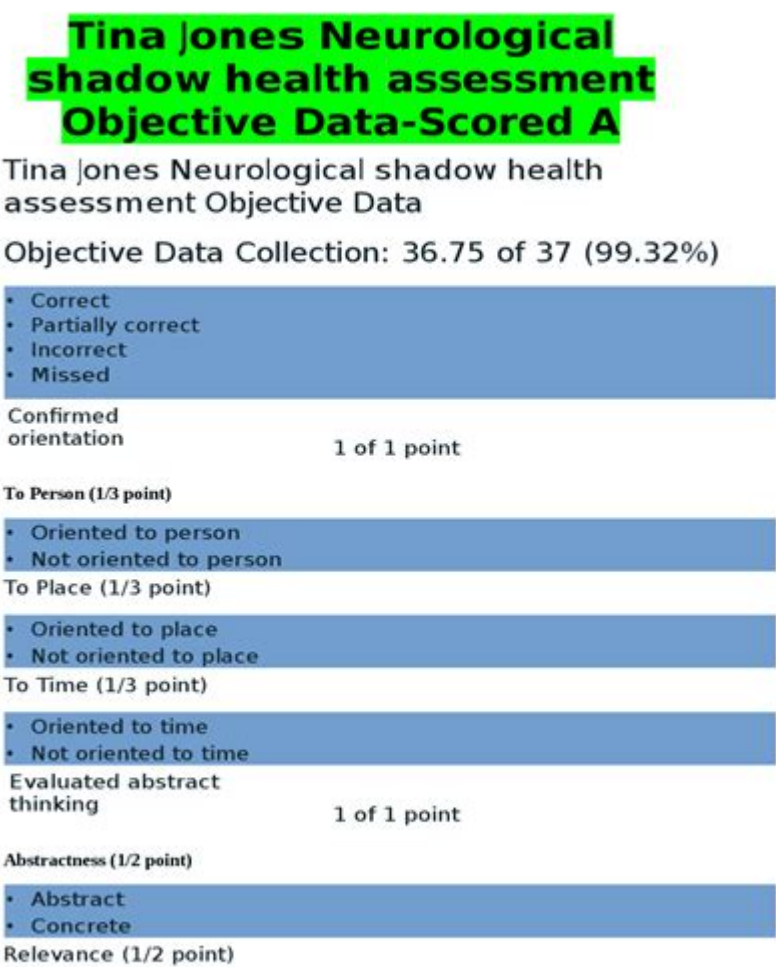 Tina Jones Neurological
shadow health assessment
Objective Data-Scored A
Tina Jones Neurological shadow health
assessment Objective Data
Objective Data Collection: 36.75 of 37 (99.32%)
• Correct
• Partially correct
• Incorrect
• Missed
Confirmed
orientation
1 of 1 point
To Person (1/3 point)
• Oriented to person
• Not oriented to person
To Place (1/3 point)
• Oriented to place
• Not oriented to place
To Time (1/3 point)
• Oriented to time
• Not oriented to time
Evaluated abstract
thinking
1 of 1 point
Abstractness (1/2 point)
• Abstract
• Concrete
Relevance (1/2 point)